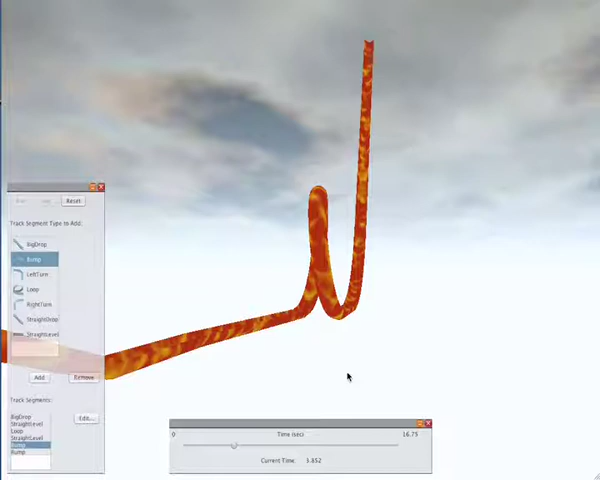 Reset
Track Segment Type to Add:
BigDrop
Bump
LeftTurn
Loop
RightTurn
StraightDrop
StraightLevel
Add
Remove
Track Segments:
Edit...
BigDrop
StraightLevel
Loop
StraightLevel
Bump
Bump
0
Time (sec)
16.75
Current Time:
3.852